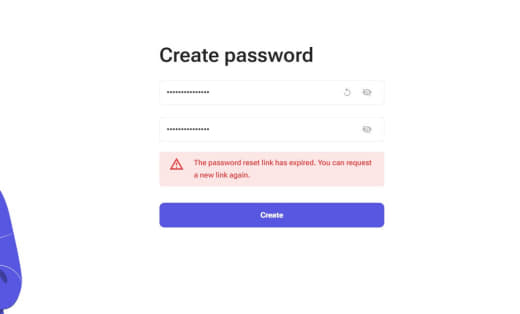 Create password
•••••••••••••••
•••••••••••••••
The password reset link has expired. You can request
a new link again.
Create